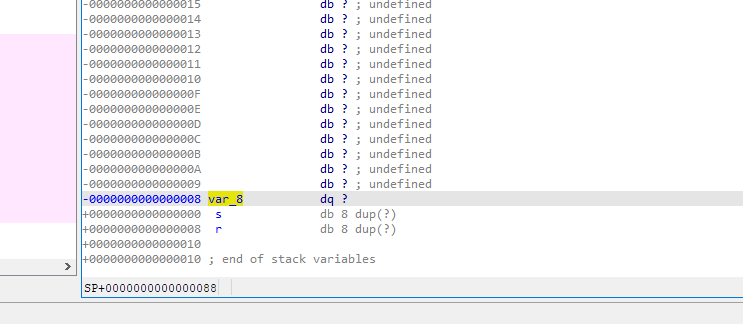 -0000000000000015 db ? ; undefined
-0000000000000014 db ? ; undefined
-0000000000000013 db ? ; undefined
-0000000000000012 db ? ; undefined
-0000000000000011 db ? ; undefined
-0000000000000010 db ? ; undefined
-000000000000000F db ? ; undefined
-000000000000000E db ? ; undefined
-000000000000000D db ? ; undefined
-000000000000000C db ? ; undefined
-000000000000000B db ? ; undefined
-000000000000000A db ? ; undefined
-0000000000000009 db ? ; undefined
-0000000000000008 var_8 dq ?
+0000000000000000 s db 8 dup(?)
+0000000000000008 r db 8 dup(?)
+0000000000000010
+0000000000000010 ; end of stack variables
SP+0000000000000088